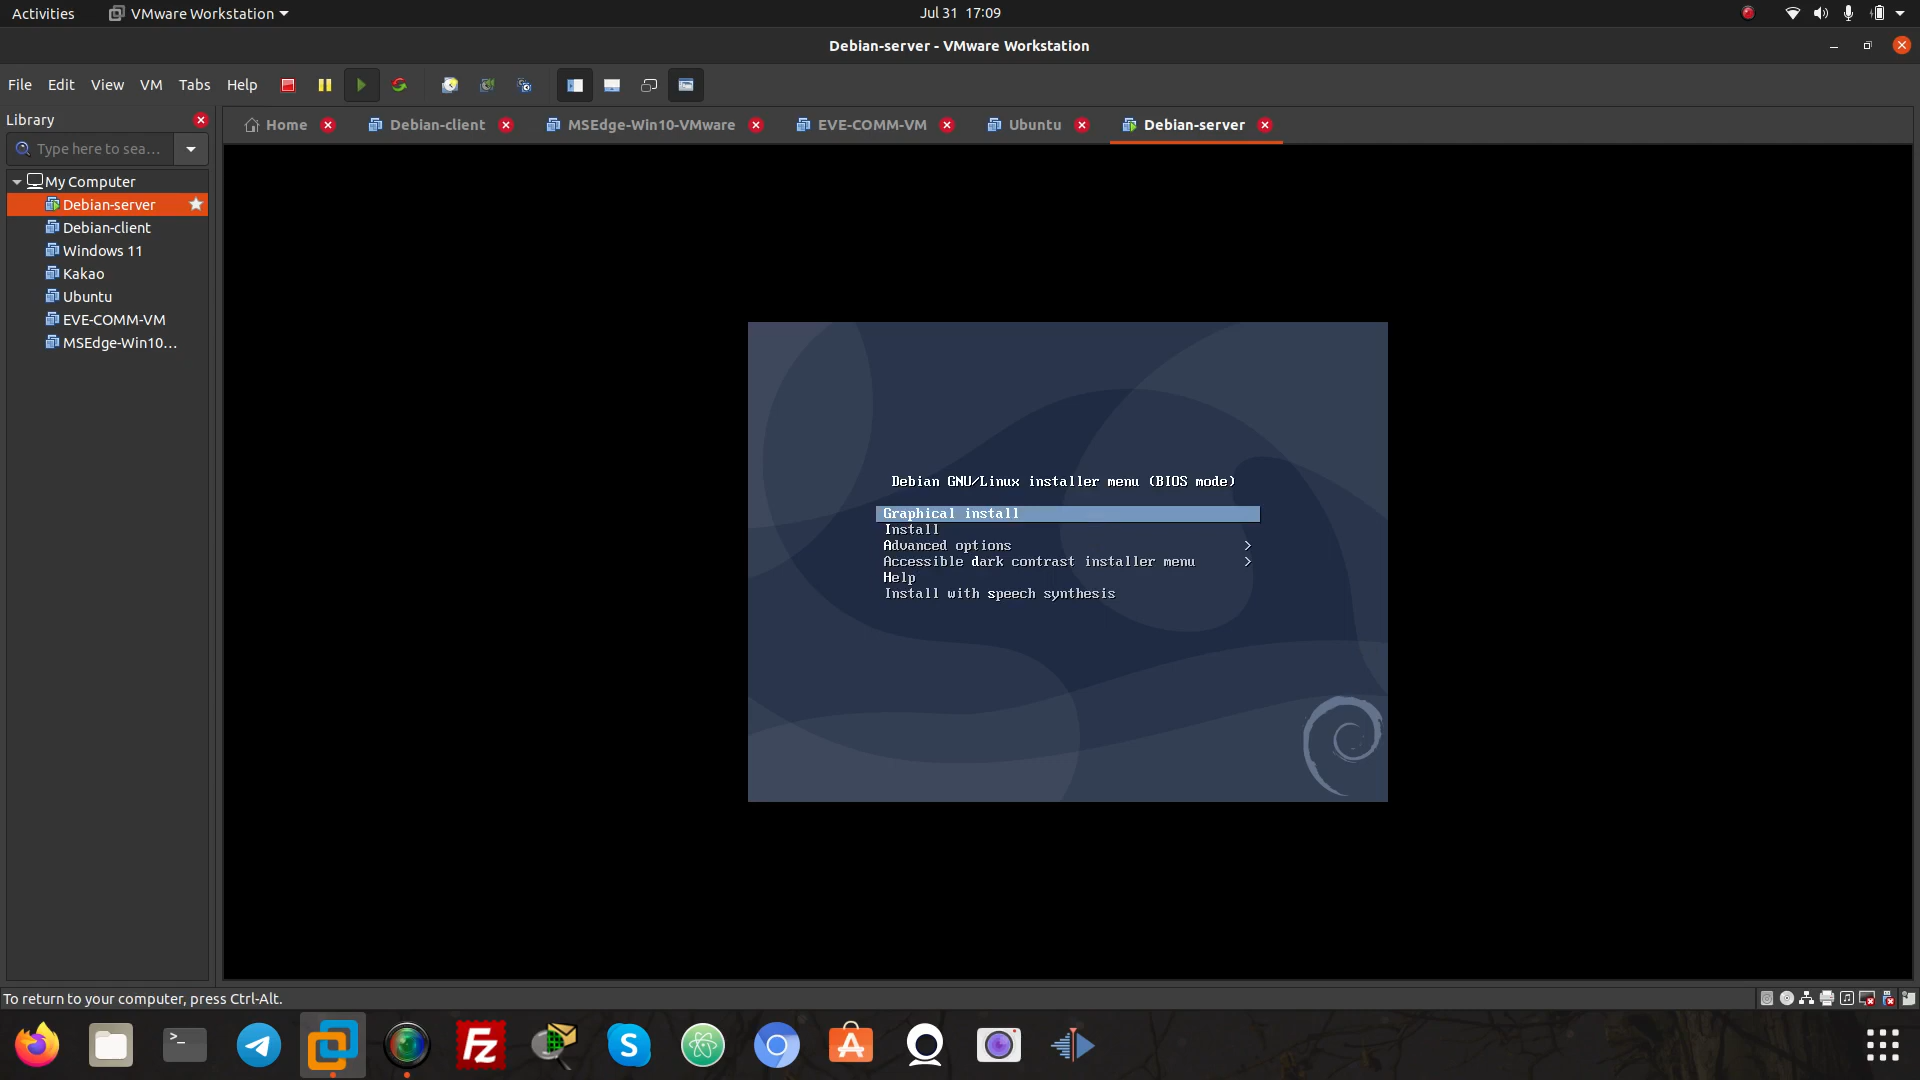 Activities
VMware Workstation
Jul 31 17:09
Debian-server - VMware Workstation
File Edit View VM Tabs Help
Library
Home
Debian-client
MSEdge-Win10-VMware
EVE-COMM-VM
Ubuntu
Debian-server
Type here to sea...
My Computer
Debian-server
Debian-client
Windows 11
Kakao
Ubuntu
EVE-COMM-VM
MSEdge-Win10...
Debian GNU/Linux installer menu (BIOS mode)
Graphical install
Install
Advanced options >
Accessible dark contrast installer menu >
Help
Install with speech synthesis
To return to your computer, press Ctrl-Alt.
>_
Fz
S
A